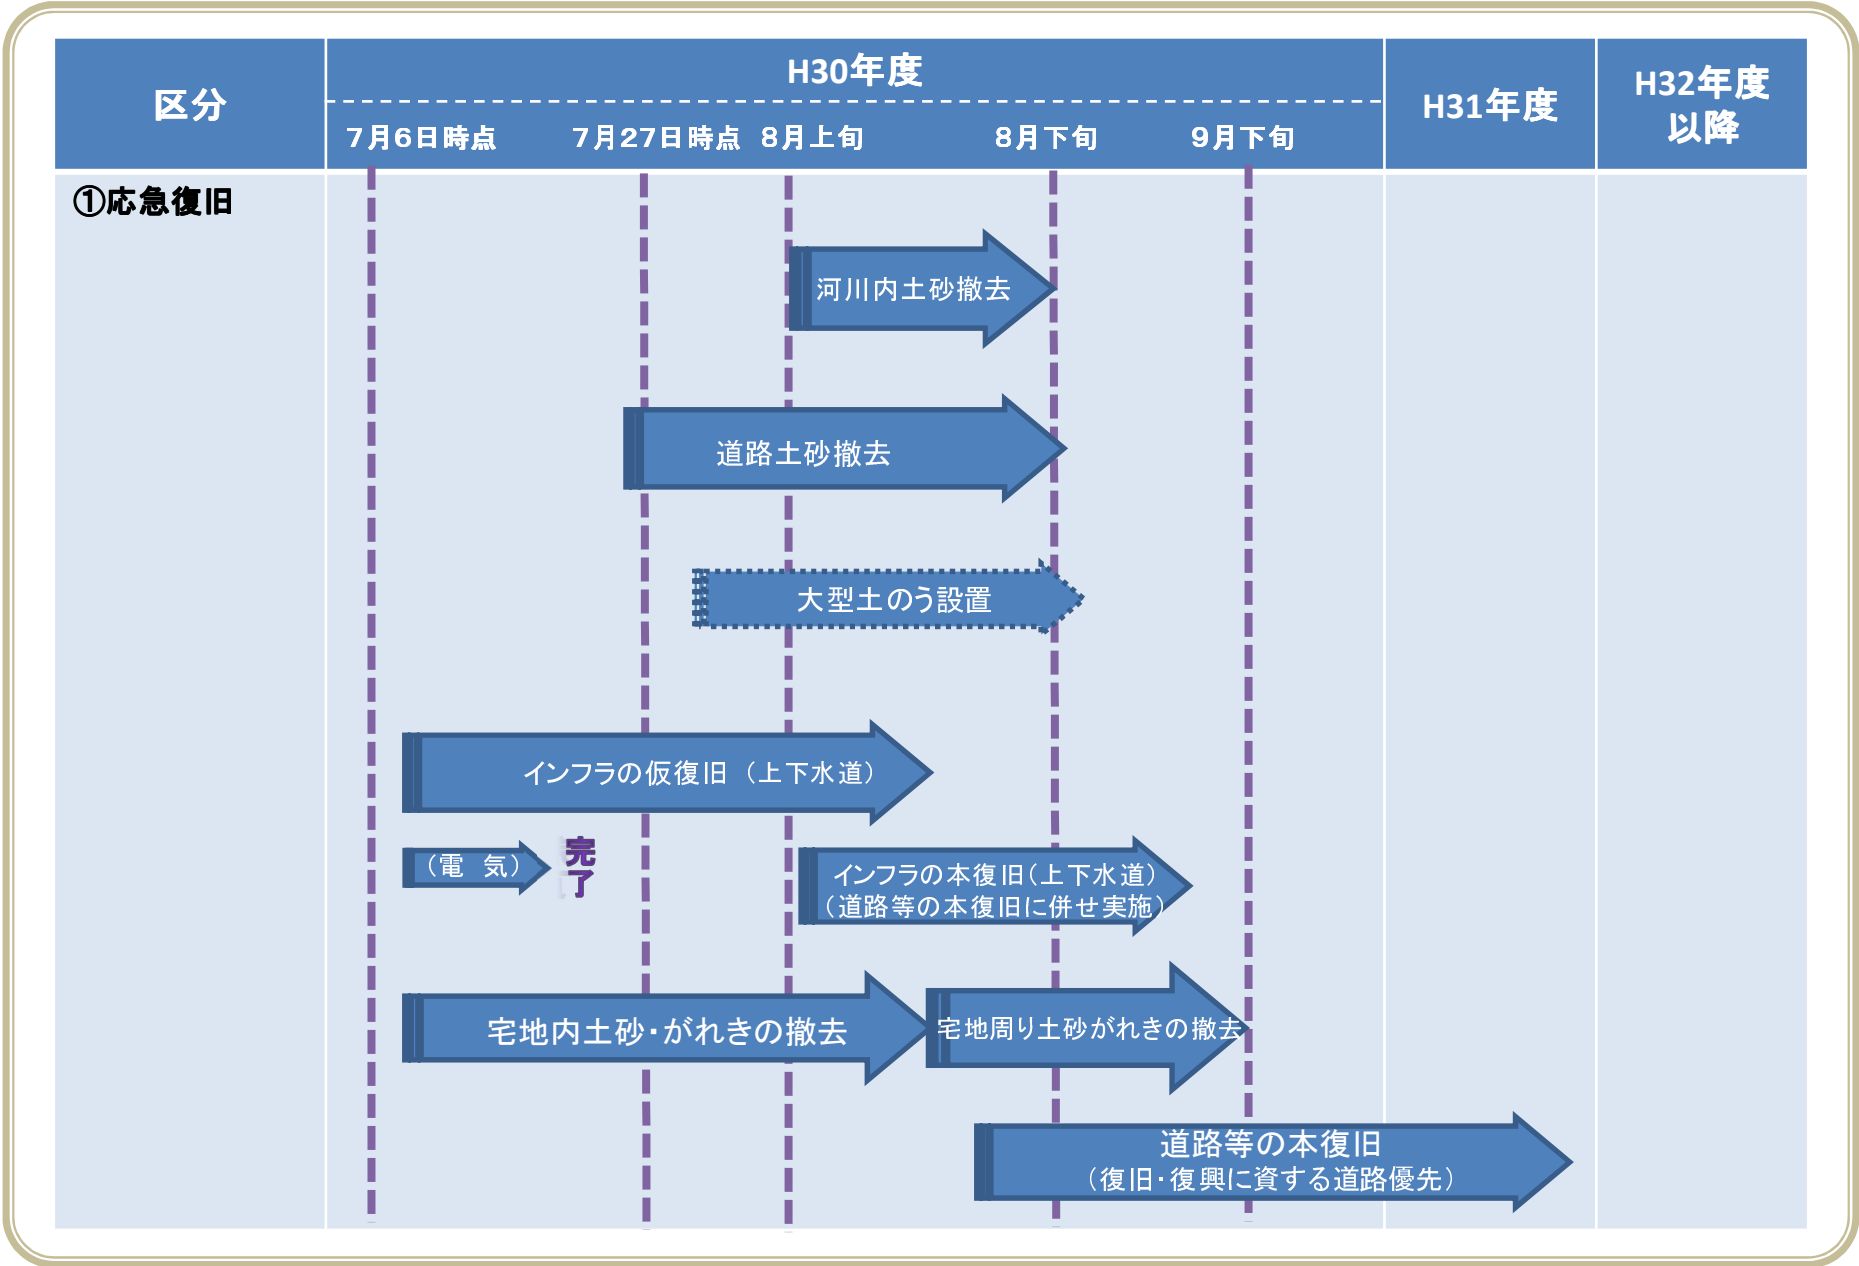 区分
H30年度
H31年度
H32年度
以降
7月6日時点
7月27日時点
8月上旬
8月下旬
9月下旬
①応急復旧
河川内土砂撤去
道路土砂撤去
大型土のう設置
インフラの仮復旧 （上下水道）
（電 気）
完
了
インフラの本復旧（上下水道）
（道路等の本復旧に併せ実施）
宅地内土砂・がれきの撤去
宅地周り土砂がれきの撤去
道路等の本復旧
（復旧・復興に資する道路優先）